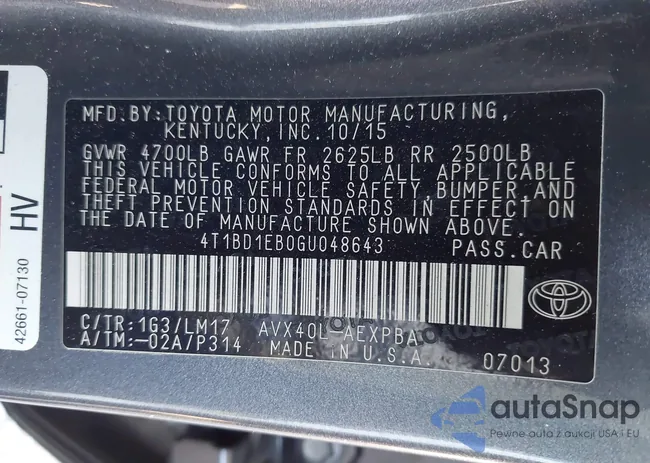 MFD.BY:TOYOTA MOTOR MANUFACTURING,
KENTUCKY,INC.10/15
GVWR 4700LB GAWR FR 2625LB RR 2500LB
THIS VEHICLE CONFORMS TO ALL APPLICABLE
FEDERAL MOTOR VEHICLE SAFETY, BUMPER, AND
THEFT PREVENTION STANDARDS IN EFFECT ON
THE DATE OF MANUFACTURE SHOWN ABOVE.
4T1BD1EB0GU048643 PASS.CAR
C/TR:1G3/LM17 AVX40L-AEXPBA
A/TM:-02A/P314 MADE IN U.S.A. 07013
HV
42661-07130
autaSnap
Pewne auto z aukcji USA i EU